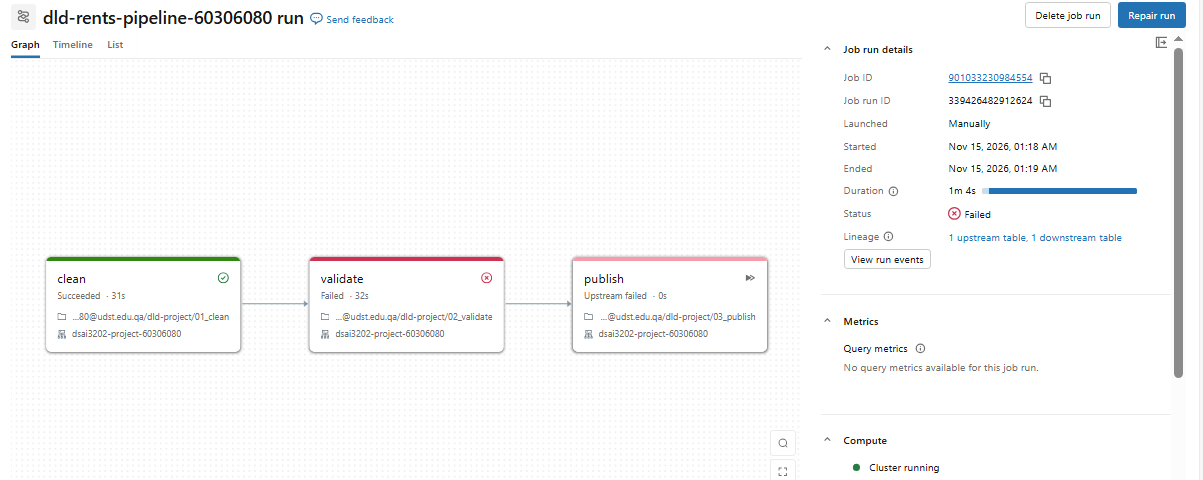 dld-rents-pipeline-60306080 run Send feedback
Delete job run Repair run
Graph Timeline List
clean
Succeeded · 31s
...80@udst.edu.qa/dld-project/01_clean
dsai3202-project-60306080
validate
Failed · 32s
...@udst.edu.qa/dld-project/02_validate
dsai3202-project-60306080
publish
Upstream failed · 0s
...@udst.edu.qa/dld-project/03_publish
dsai3202-project-60306080
Job run details
Job ID 901033230984554
Job run ID 339426482912624
Launched Manually
Started Nov 15, 2026, 01:18 AM
Ended Nov 15, 2026, 01:19 AM
Duration 1m 4s
Status Failed
Lineage 1 upstream table, 1 downstream table
View run events
Metrics
Query metrics
No query metrics available for this job run.
Compute
Cluster running